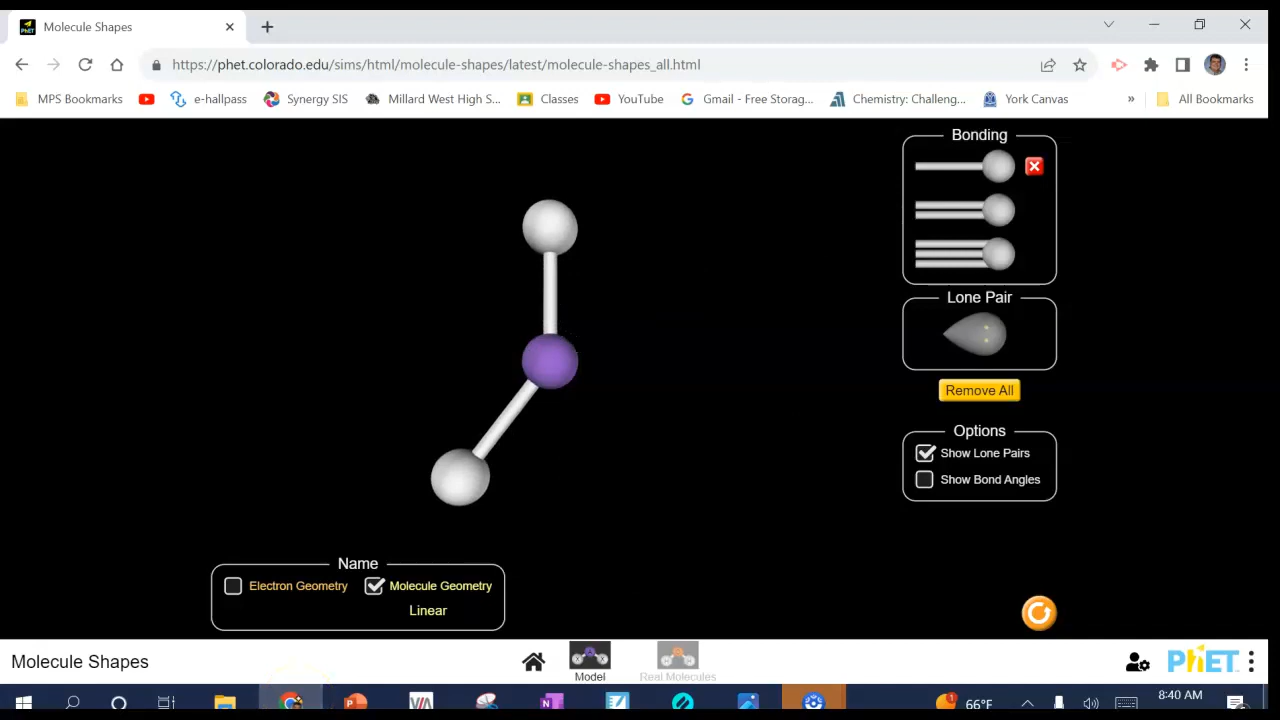 Molecule Shapes
https://phet.colorado.edu/sims/html/molecule-shapes/latest/molecule-shapes_all.html
MPS Bookmarks e-hallpass Synergy SIS Millard West High S... Classes YouTube Gmail - Free Storag... Chemistry: Challeng... York Canvas » All Bookmarks
Bonding
Lone Pair
Remove All
Options
Show Lone Pairs
Show Bond Angles
Name
Electron Geometry Molecule Geometry
Linear
Molecule Shapes
Model
Real Molecules
PhET
VIA
1
66°F
8:40 AM